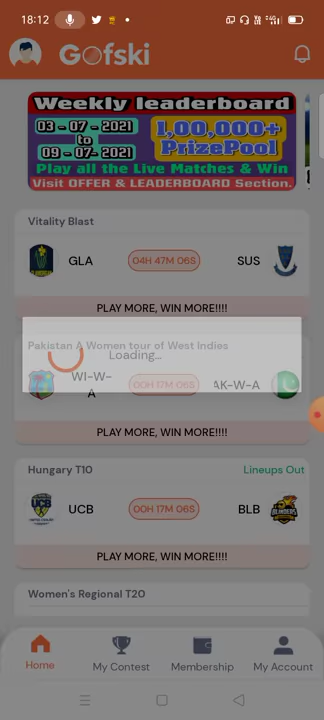 18:12
Gofski
Weekly leaderboard
03 - 07 - 2021
to
09 - 07- 2021
1,00,000+
PrizePool
Play all the Live Matches & Win
Visit OFFER & LEADERBOARD Section.
Vitality Blast
GLA
04H 47M 06S
SUS
PLAY MORE, WIN MORE!!!!
Pakistan A Women tour of West Indies
Loading...
WI-W-
A
00H 17M 06S
AK-W-A
PLAY MORE, WIN MORE!!!!
Hungary T10
Lineups Out
UCB
00H 17M 06S
BLB
PLAY MORE, WIN MORE!!!!
Women's Regional T20
Home
My Contest
Membership
My Account